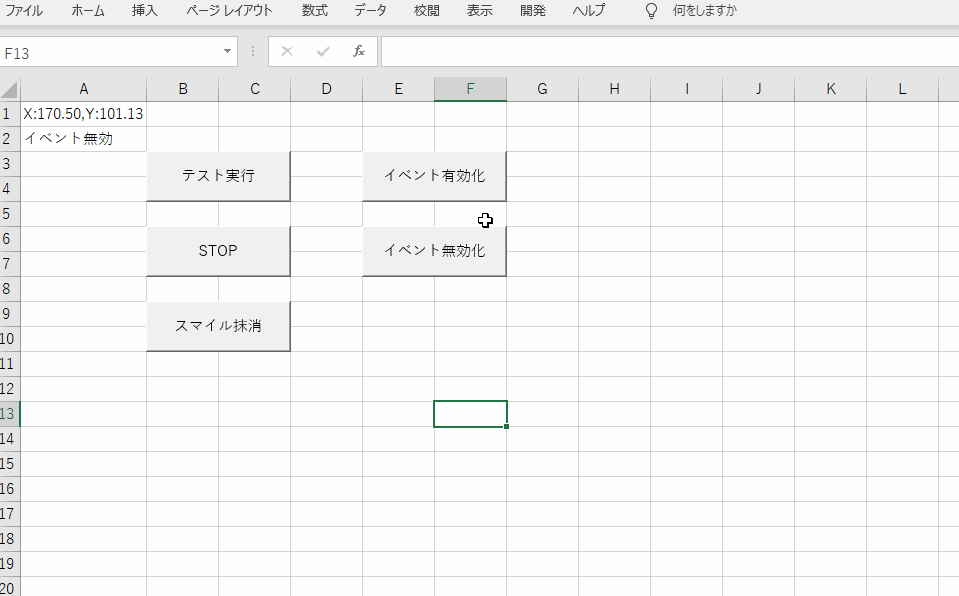 ファイル ホーム 挿入 ページ レイアウト 数式 データ 校閲 表示 開発 ヘルプ 何をしますか
F13 fx
A B C D E F G H I J K L
1 X:170.50,Y:101.13
2 イベント無効
3
テスト実行 イベント有効化
4
5
6
STOP イベント無効化
7
8
9
スマイル抹消
10
11
12
13
14
15
16
17
18
19
20